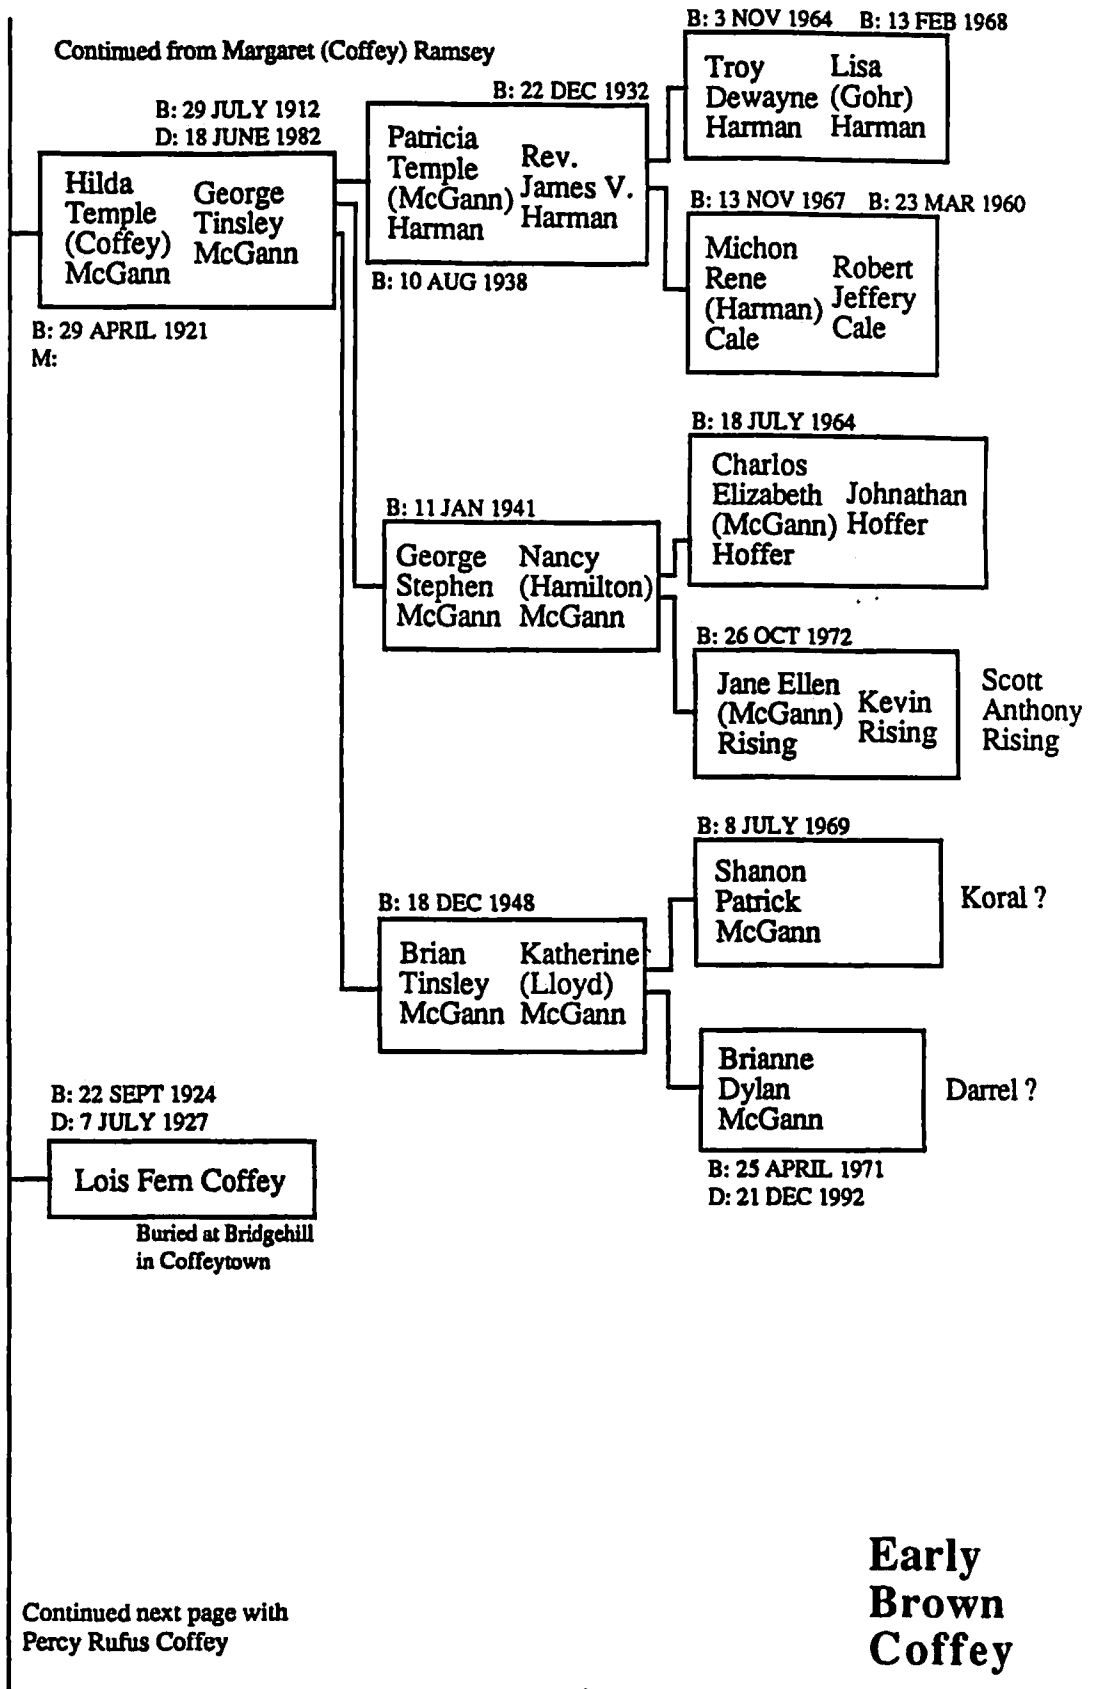 Continued from Margaret (Coffey) Ramsey
B: 29 JULY 1912
D: 18 JUNE 1982
Hilda
Temple
(Coffey)
McGann
George
Tinsley
McGann
B: 29 APRIL 1921
M:
B: 22 DEC 1932
Patricia
Temple
(McGann)
Harman
Rev.
James V.
Harman
B: 10 AUG 1938
B: 3 NOV 1964 B: 13 FEB 1968
Troy
Dewayne
Harman
Lisa
(Gohr)
Harman
B: 13 NOV 1967 B: 23 MAR 1960
Michon
Rene
(Harman)
Cale
Robert
Jeffery
Cale
B: 11 JAN 1941
George
Stephen
McGann
Nancy
(Hamilton)
McGann
B: 18 JULY 1964
Charlos
Elizabeth
(McGann)
Hoffer
Johnathan
Hoffer
B: 26 OCT 1972
Jane Ellen
(McGann)
Rising
Kevin
Rising
Scott
Anthony
Rising
B: 18 DEC 1948
Brian
Tinsley
McGann
Katherine
(Lloyd)
McGann
B: 8 JULY 1969
Shanon
Patrick
McGann
Koral ?
Brianne
Dylan
McGann
Darrel ?
B: 25 APRIL 1971
D: 21 DEC 1992
B: 22 SEPT 1924
D: 7 JULY 1927
Lois Fern Coffey
Buried at Bridgehill
in Coffeytown
Continued next page with
Percy Rufus Coffey
Early
Brown
Coffey